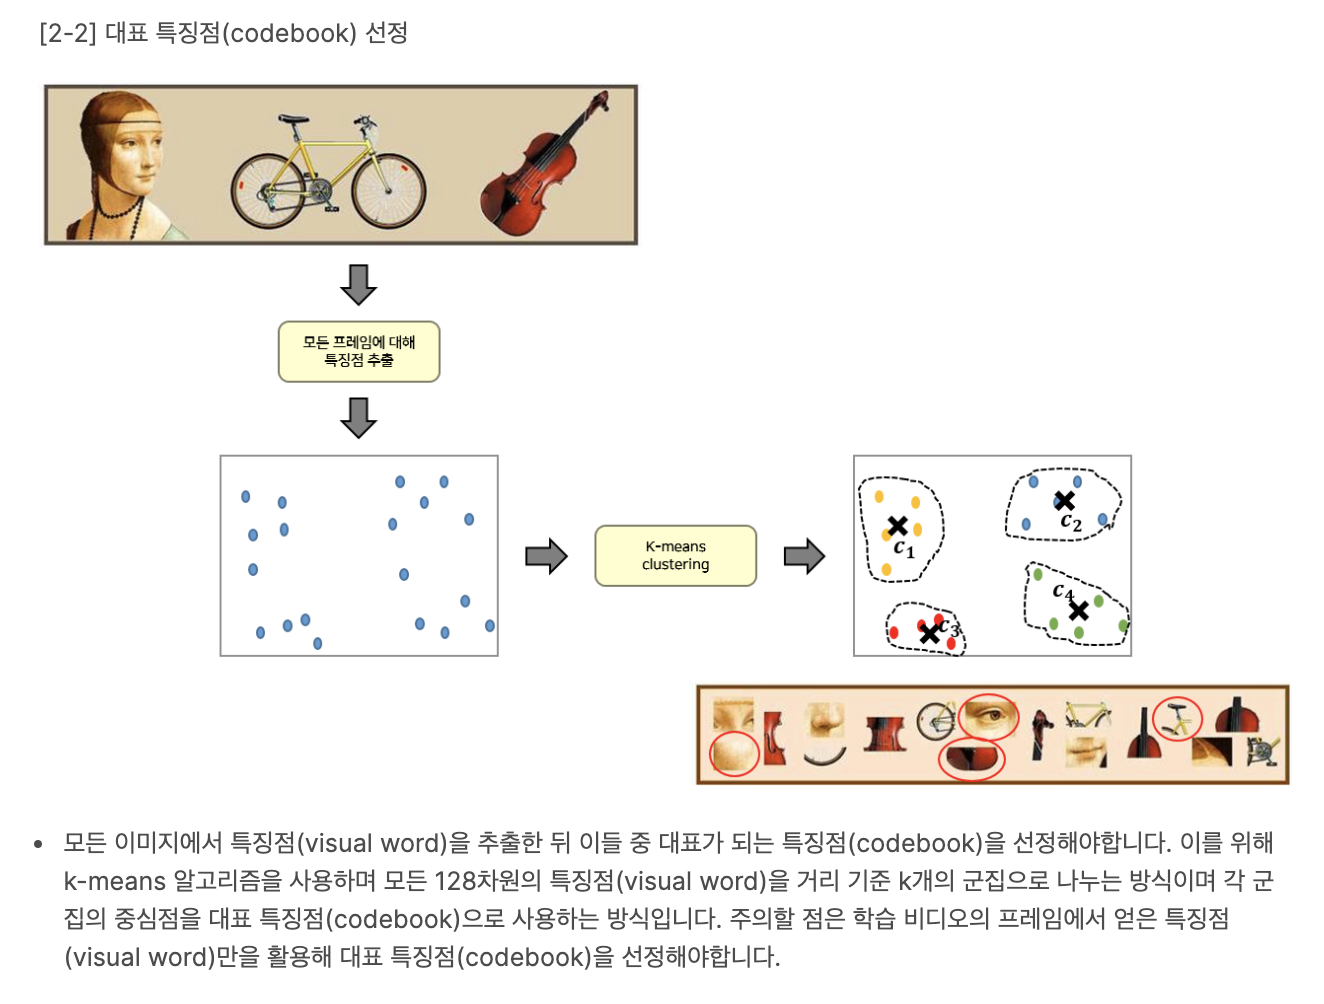 [2-2] 대표 특징점(codebook) 선정
모든 프레임에 대해
특징점 추출
K-means
clustering
c1
c2
c3
c4
• 모든 이미지에서 특징점(visual word)을 추출한 뒤 이들 중 대표가 되는 특징점(codebook)을 선정해야합니다. 이를 위해
k-means 알고리즘을 사용하며 모든 128차원의 특징점(visual word)을 거리 기준 k개의 군집으로 나누는 방식이며 각 군
집의 중심점을 대표 특징점(codebook)으로 사용하는 방식입니다. 주의할 점은 학습 비디오의 프레임에서 얻은 특징점
(visual word)만을 활용해 대표 특징점(codebook)을 선정해야합니다.